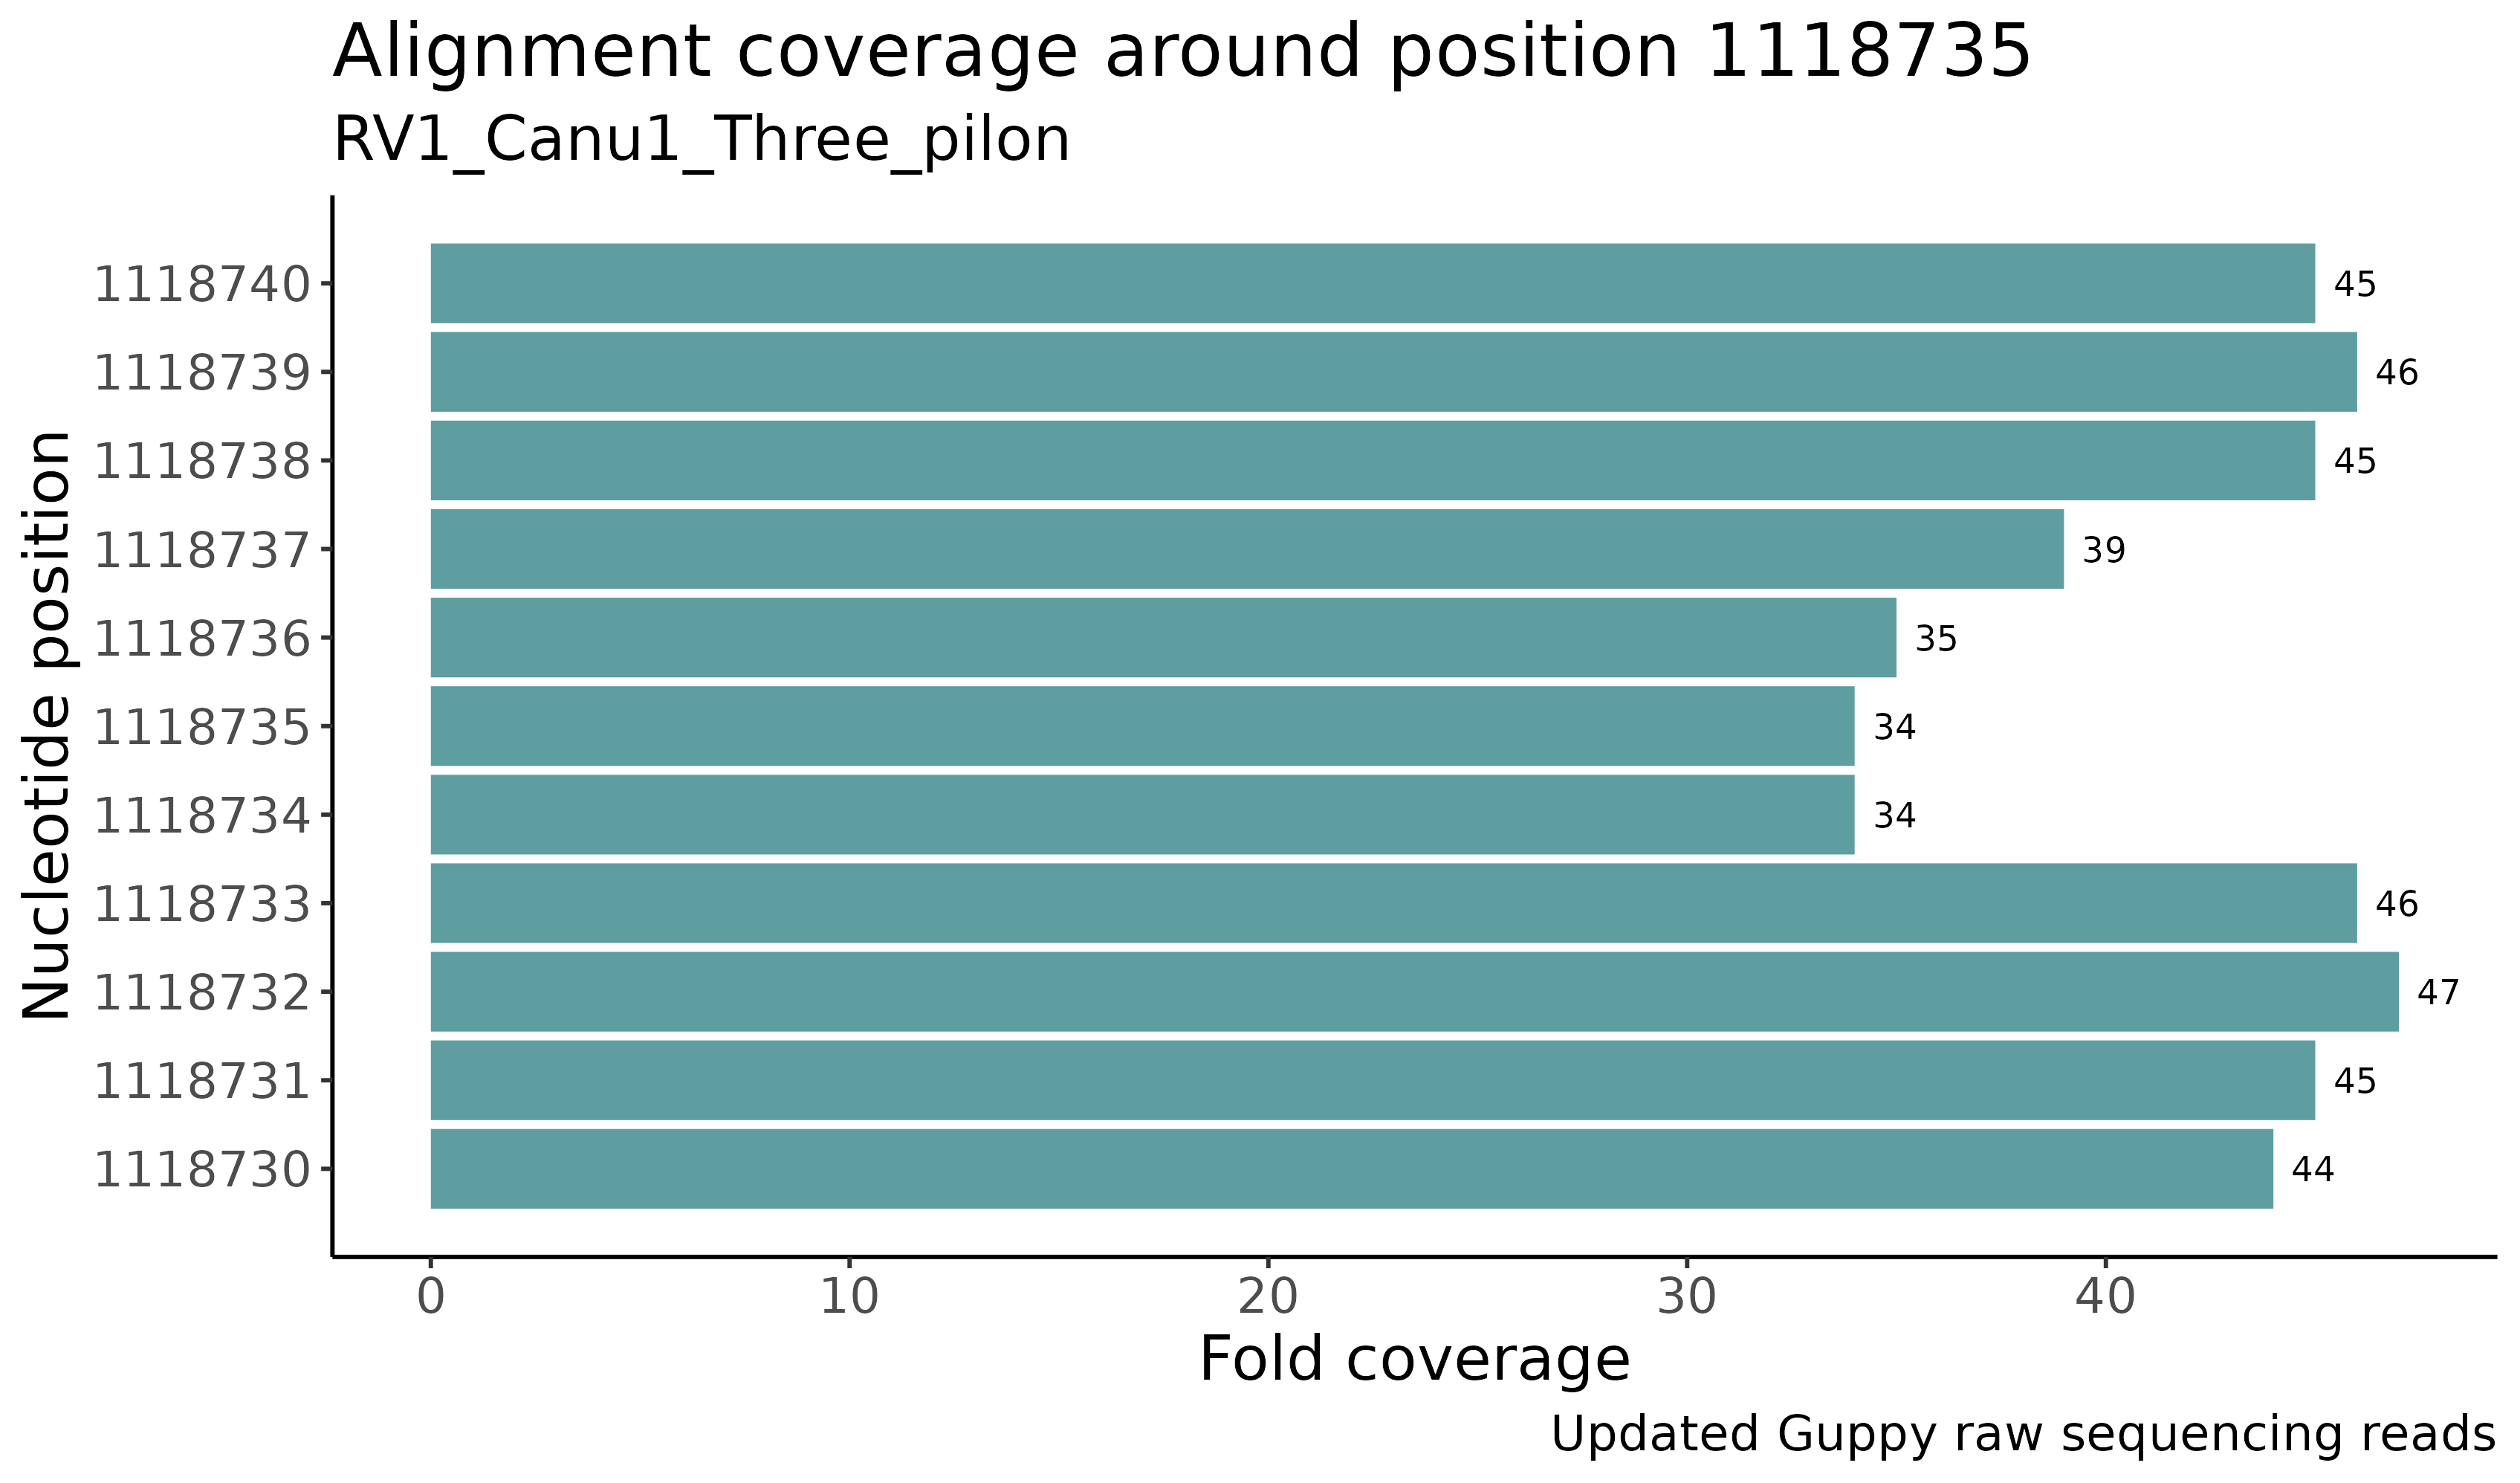 Alignment coverage around position 1118735
RV1_Canu1_Three_pilon
Nucleotide position
1118740 45
1118739 46
1118738 45
1118737 39
1118736 35
1118735 34
1118734 34
1118733 46
1118732 47
1118731 45
1118730 44
0 10 20 30 40
Fold coverage
Updated Guppy raw sequencing reads